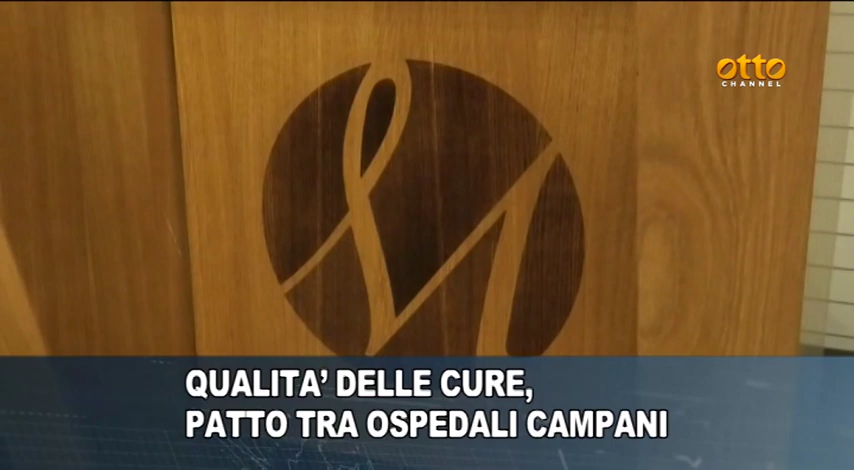 OTTO
CHANNEL
QUALITA' DELLE CURE,
PATTO TRA OSPEDALI CAMPANI